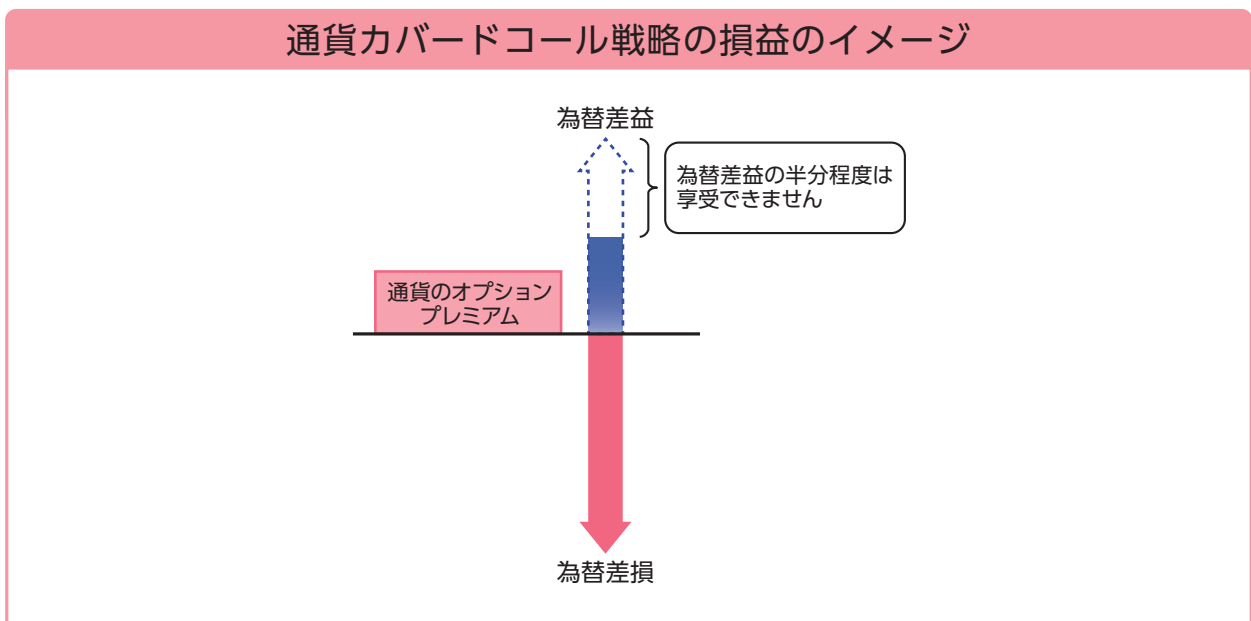 通貨カバードコール戦略の損益のイメージ
為替差益
為替差益の半分程度は
享受できません
通貨のオプション
プレミアム
為替差損